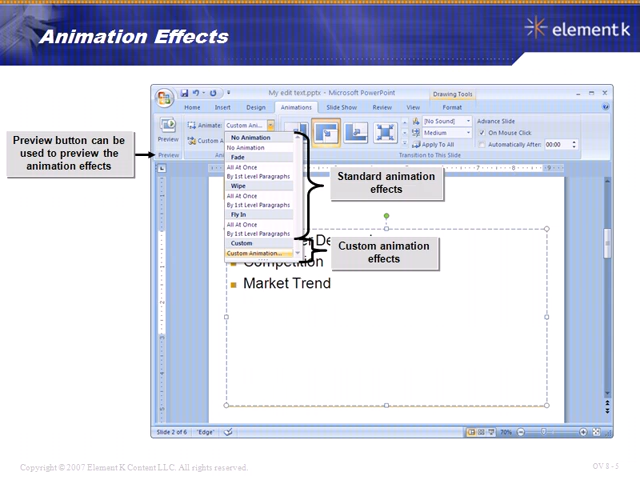 Animation Effects
element k
My edit text.pptx - Microsoft PowerPoint
Drawing Tools
Home Insert Design Animations Slide Show Review View Format
Preview
Animate: Custom Ani...
Custom A
[No Sound]
Medium
Apply To All
Advance Slide
On Mouse Click
Automatically After: 00:00
Preview
Transition to This Slide
No Animation
No Animation
Fade
All At Once
By 1st Level Paragraphs
Wipe
All At Once
By 1st Level Paragraphs
Fly In
All At Once
By 1st Level Paragraphs
Custom
Custom Animation...
Preview button can be
used to preview the
animation effects
Standard animation
effects
Custom animation
effects
Competition
Market Trend
Slide 2 of 6 "Edge"
70%
Copyright © 2007 Element K Content LLC. All rights reserved.
OV 8 - 5